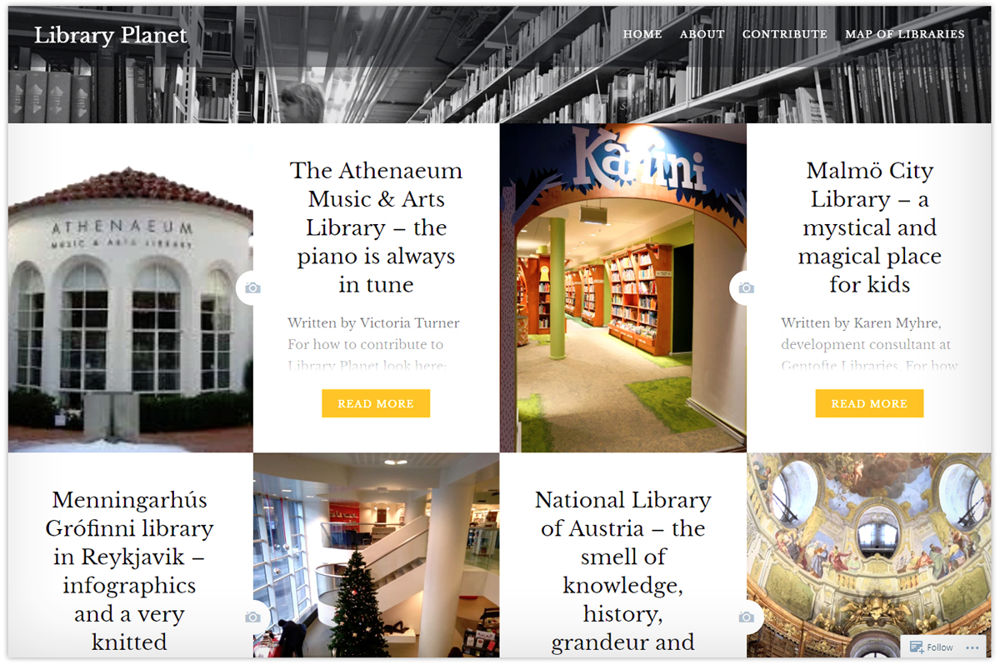 Library Planet
HOME ABOUT CONTRIBUTE MAP OF LIBRARIES
ATHENAEUM
MUSIC & ARTS LIBRARY
The Athenaeum
Music & Arts
Library – the
piano is always
in tune
Written by Victoria Turner
For how to contribute to
Library Planet look here:
READ MORE
Kanini
Malmö City
Library – a
mystical and
magical place
for kids
Written by Karen Myhre,
development consultant at
Gentofte Libraries. For how
READ MORE
Menningarhús
Grófinni library
in Reykjavik –
infographics
and a very
knitted
National Library
of Austria – the
smell of
knowledge,
history,
grandeur and
Follow